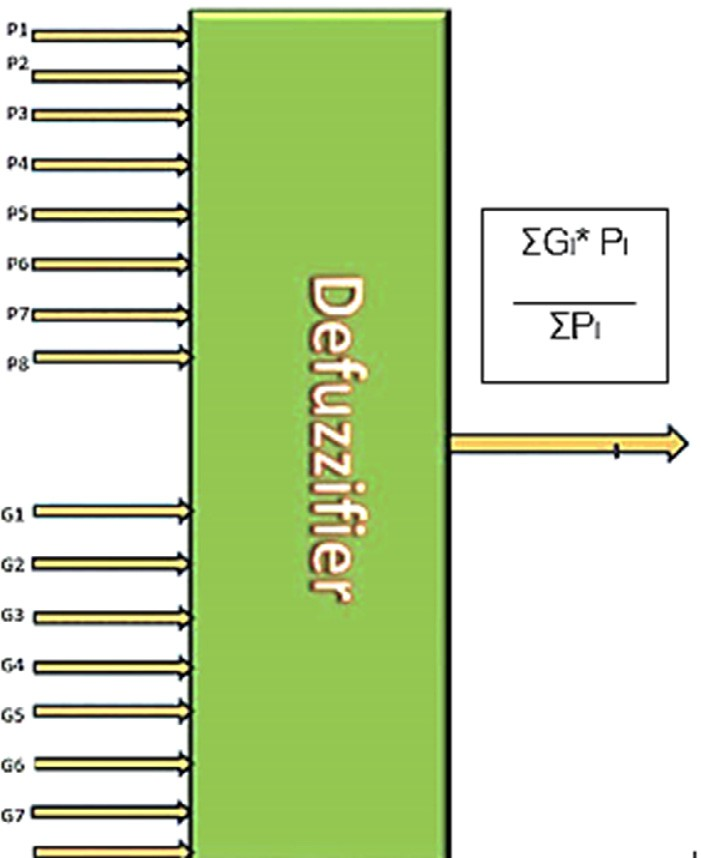 P1
P2
P3
P4
P5
P6
P7
P8
G1
G2
G3
G4
G5
G6
G7
Defuzzifier
ΣGI* PI
ΣPI